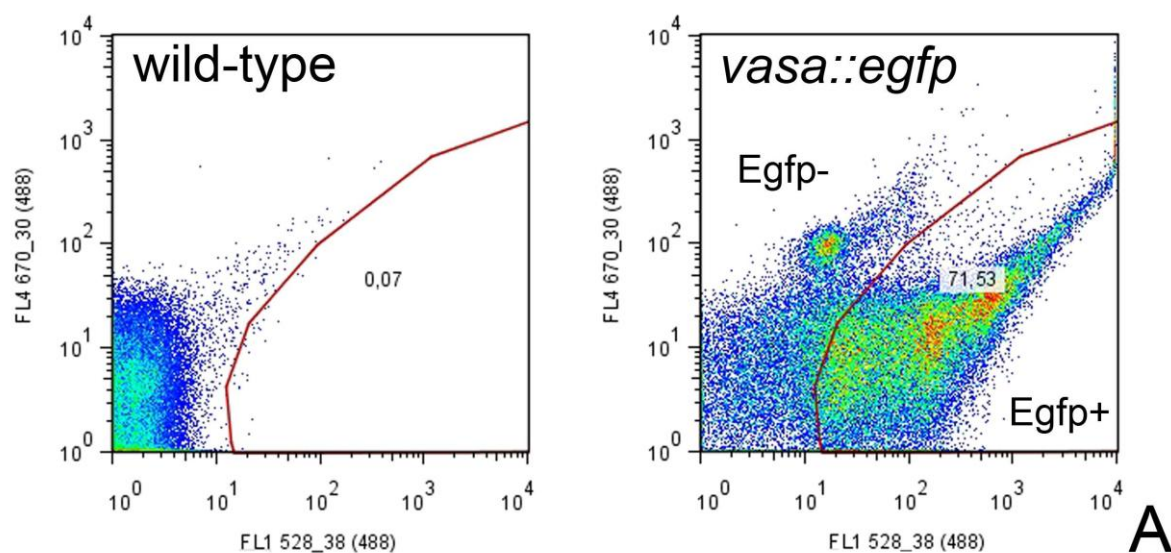 wild-type
10^4
10^3
10^2
10^1
10^0
FL4 670_30 (488)
0,07
10^0 10^1 10^2 10^3 10^4
FL1 528_38 (488)
vasa::egfp
10^4
10^3
10^2
10^1
10^0
FL4 670_30 (488)
Egfp-
71,53
Egfp+
10^0 10^1 10^2 10^3 10^4
FL1 528_38 (488)
A